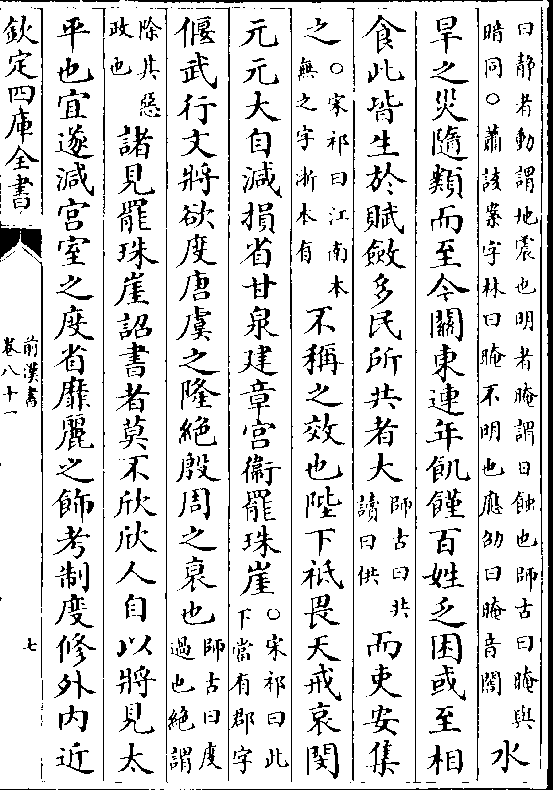 曰静者動謂地震也明者晻謂日蝕也師古曰晻與
暗同○蕭該案字林曰晻不明也應劭曰晻音闇
水
旱之災隨類而至今關東連年飢饉百姓乏困或至相
食此皆生於賦斂多民所共者大師古曰共讀曰供而吏安集
之○宋祁曰江南本無之字浙本有不稱之效也陛下祗畏天戒哀閔
元元大自減損省甘泉建章宫衞罷珠崖○宋祁曰此下當有郡字
偃武行文將欲度唐虞之隆絶殷周之衰也師古曰度過也絶謂
除其惡政也諸見罷珠崖詔書者莫不欣欣人自以將見太
平也宜遂減宫室之度省靡麗之飾考制度修外内近
欽定四庫全書
前漢書
卷八十一
七